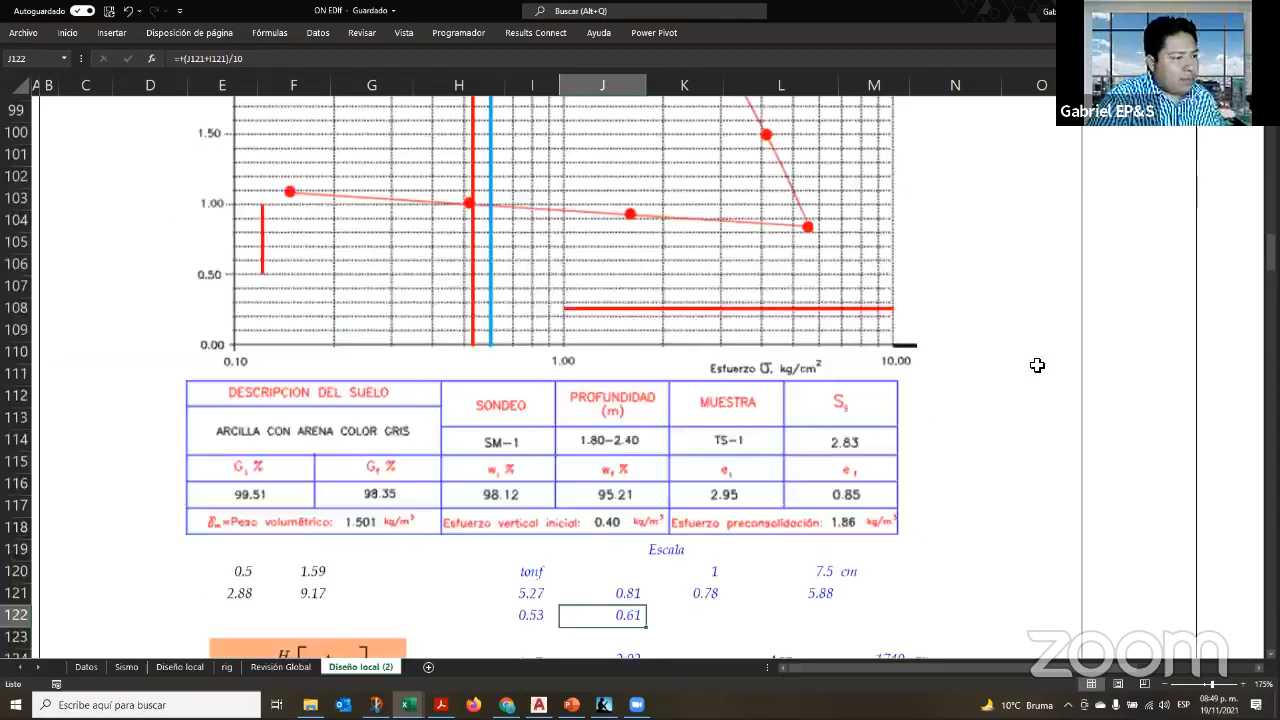 Autoguardado
ON EDIF - Guardado
Buscar (Alt+Q)
Archivo Inicio Insertar Disposición de página Fórmulas Datos Revisar Programador Insults Connect Ayuda Power Pivot
J122 fx =+(J121+I121)/10
A B C D E F G H I J K L M N O
99
100
101
102
103
104
105
106
107
108
109
110
111
112
113
114
115
116
117
118
119
120
121
122
123
1.50
1.00
0.50
0.00
0.10 1.00 10.00
Esfuerzo σ, kg/cm²
DESCRIPCION DEL SUELO SONDEO PROFUNDIDAD (m) MUESTRA Ss
ARCILLA CON ARENA COLOR GRIS SM-1 1.80-2.40 TS-1 2.83
Gi % Gf % wi % wf % ei ef
99.51 98.35 98.12 95.21 2.95 0.85
γm=Peso volumétrico: 1.501 kg/m³ Esfuerzo vertical inicial: 0.40 kg/m³ Esfuerzo preconsolidación: 1.86 kg/m³
Escala
0.5 1.59 tonf 1 7.5 cm
2.88 9.17 5.27 0.81 0.78 5.88
0.53 0.61
H
Gabriel EP&S
zoom
Datos Sismo Diseño local rig Revisión Global Diseño local (2)
Listo
175%
Escribe aquí para buscar
10°C Bruma
ESP
08:49 p. m.
19/11/2021